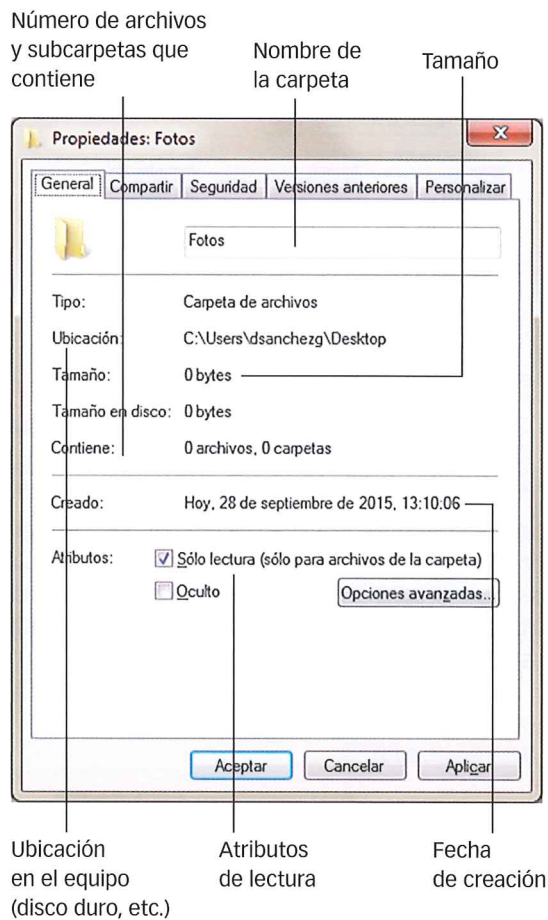 Número de archivos
y subcarpetas que
contiene
Nombre de
la carpeta
Tamaño
Propiedades: Fotos
General Compartir Seguridad Versiones anteriores Personalizar
Fotos
Tipo: Carpeta de archivos
Ubicación: C:\Users\dsanchezg\Desktop
Tamaño: 0 bytes
Tamaño en disco: 0 bytes
Contiene: 0 archivos, 0 carpetas
Creado: Hoy, 28 de septiembre de 2015, 13:10:06
Atributos: Sólo lectura (sólo para archivos de la carpeta)
Oculto Opciones avanzadas...
Aceptar Cancelar Aplicar
Ubicación
en el equipo
(disco duro, etc.)
Atributos
de lectura
Fecha
de creación